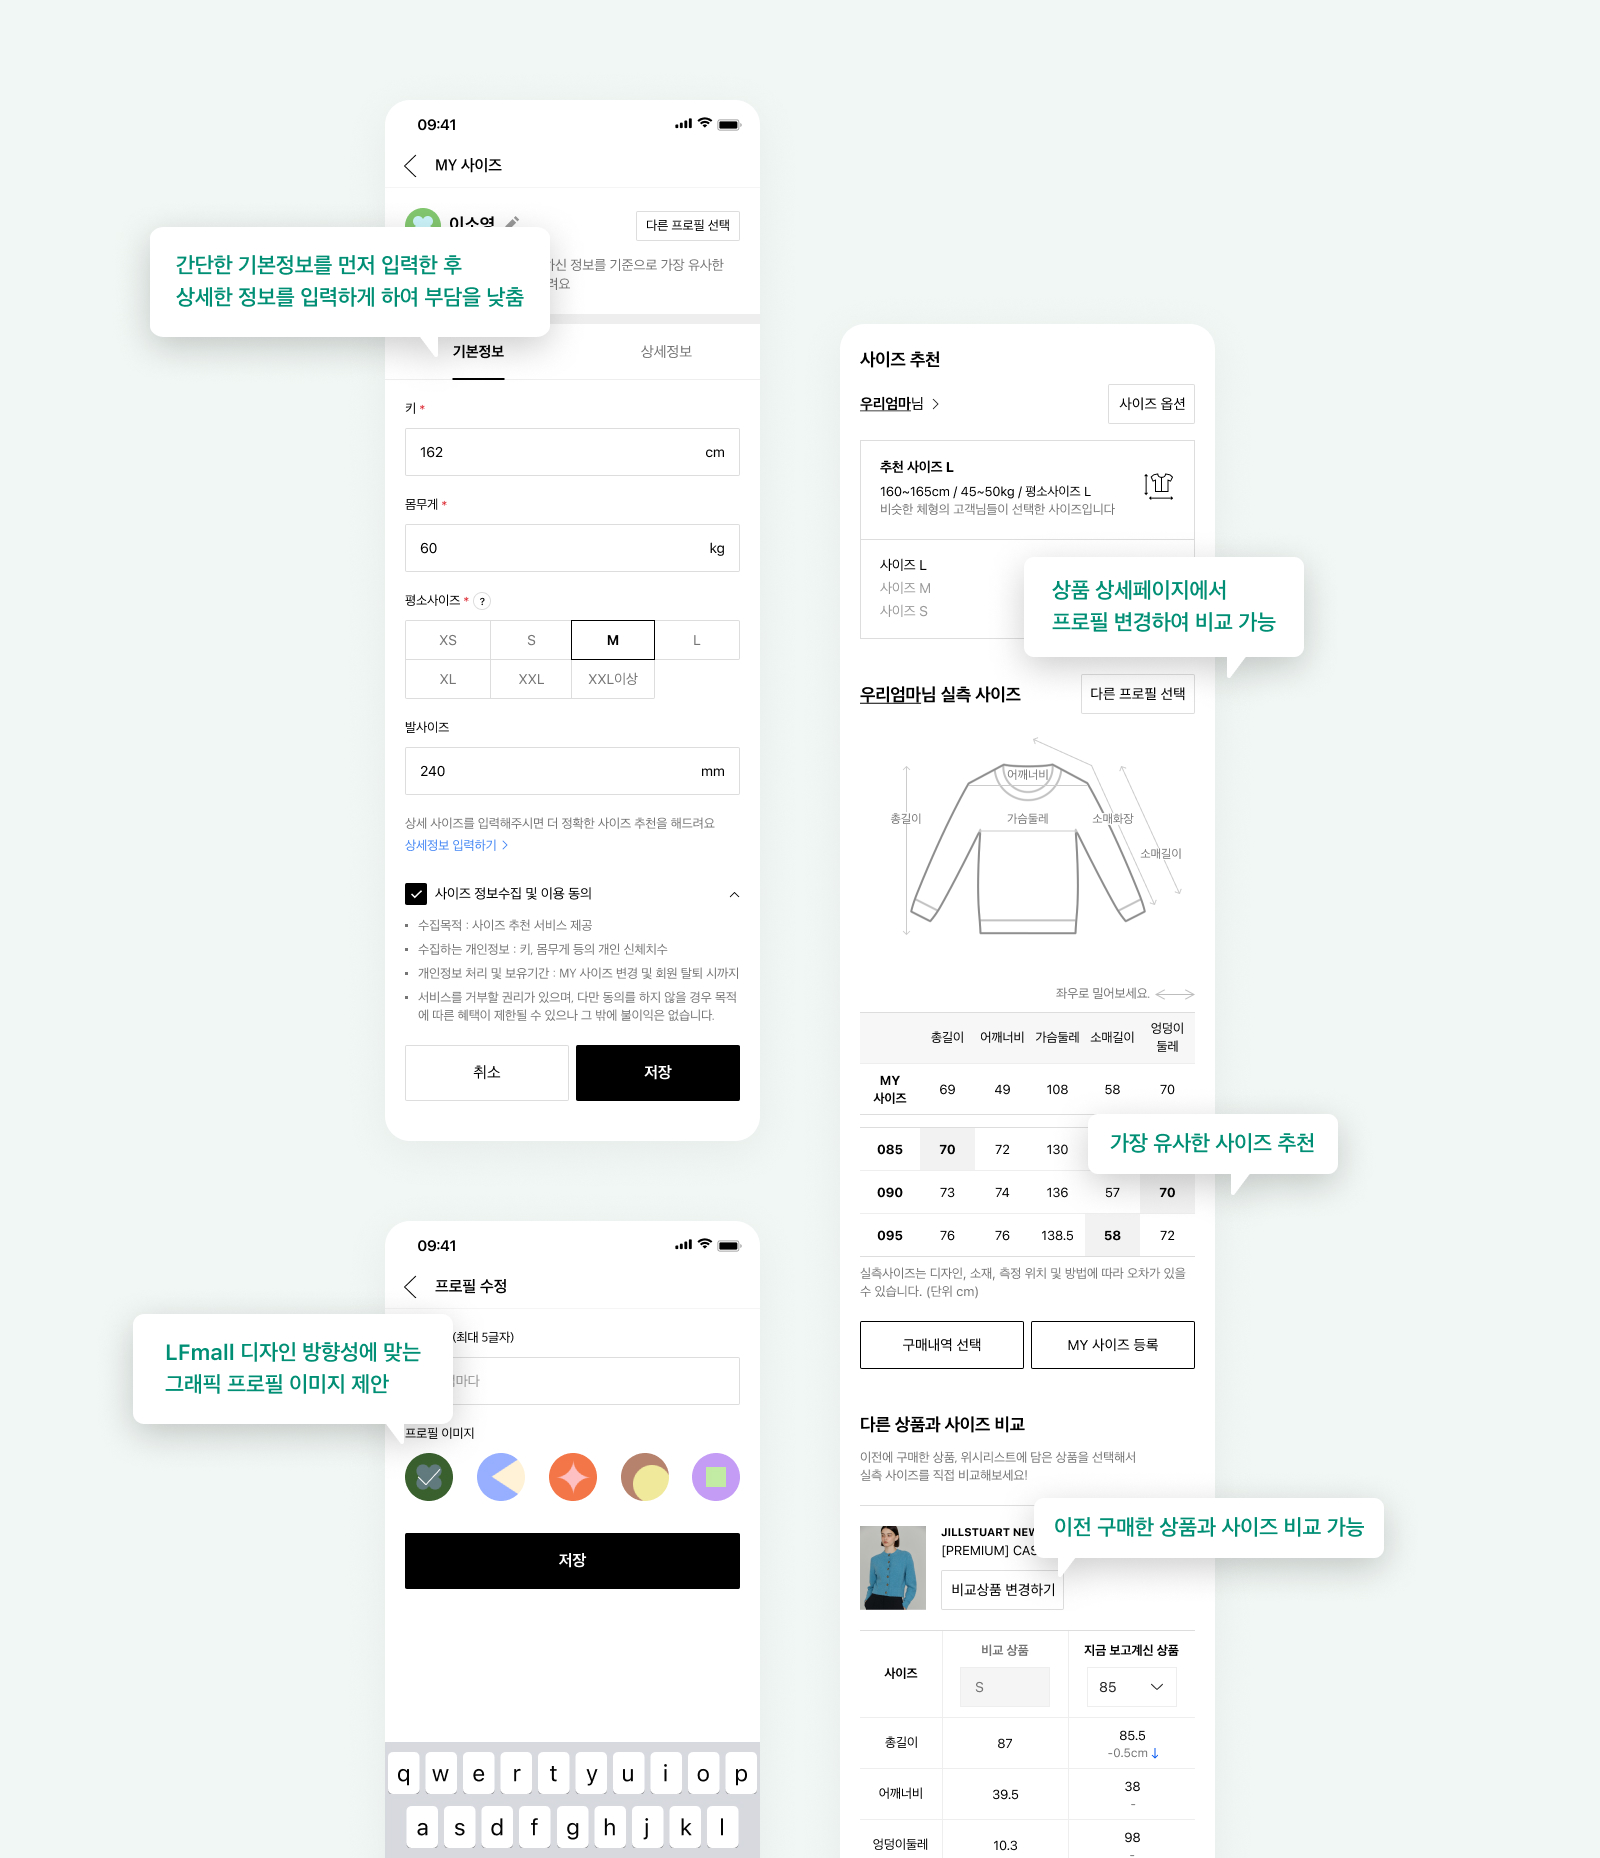 09:41
MY 사이즈
이소영
다른 프로필 선택
간단한 기본정보를 먼저 입력한 후
상세한 정보를 입력하게 하여 부담을 낮춤
신 정보를 기준으로 가장 유사한
려요
기본정보
상세정보
키 *
162 cm
몸무게 *
60 kg
평소사이즈 * ?
XS S M L
XL XXL XXL이상
발사이즈
240 mm
상세 사이즈를 입력해주시면 더 정확한 사이즈 추천을 해드려요
상세정보 입력하기 >
사이즈 정보수집 및 이용 동의
• 수집목적 : 사이즈 추천 서비스 제공
• 수집하는 개인정보 : 키, 몸무게 등의 개인 신체치수
• 개인정보 처리 및 보유기간 : MY 사이즈 변경 및 회원 탈퇴 시까지
• 서비스를 거부할 권리가 있으며, 다만 동의를 하지 않을 경우 목적
에 따른 혜택이 제한될 수 있으나 그 밖에 불이익은 없습니다.
취소
저장
09:41
프로필 수정
(최대 5글자)
마다
LFmall 디자인 방향성에 맞는
그래픽 프로필 이미지 제안
프로필 이미지
저장
q w e r t y u i o p
a s d f g h j k l
사이즈 추천
우리엄마님 >
사이즈 옵션
추천 사이즈 L
160~165cm / 45~50kg / 평소사이즈 L
비슷한 체형의 고객님들이 선택한 사이즈입니다
사이즈 L
사이즈 M
사이즈 S
상품 상세페이지에서
프로필 변경하여 비교 가능
우리엄마님 실측 사이즈
다른 프로필 선택
어깨너비
총길이
가슴둘레
소매화장
소매길이
좌우로 밀어보세요.
총길이 어깨너비 가슴둘레 소매길이 엉덩이
둘레
MY
사이즈
69 49 108 58 70
가장 유사한 사이즈 추천
085 70 72 130
090 73 74 136 57 70
095 76 76 138.5 58 72
실측사이즈는 디자인, 소재, 측정 위치 및 방법에 따라 오차가 있을
수 있습니다. (단위 cm)
구매내역 선택
MY 사이즈 등록
다른 상품과 사이즈 비교
이전에 구매한 상품, 위시리스트에 담은 상품을 선택해서
실측 사이즈를 직접 비교해보세요!
이전 구매한 상품과 사이즈 비교 가능
JILLSTUART NEW
[PREMIUM] CAS
비교상품 변경하기
사이즈
비교 상품
지금 보고계신 상품
S
85
총길이 87 85.5
-0.5cm ↓
어깨너비 39.5 38
-
엉덩이둘레 10.3 98
-